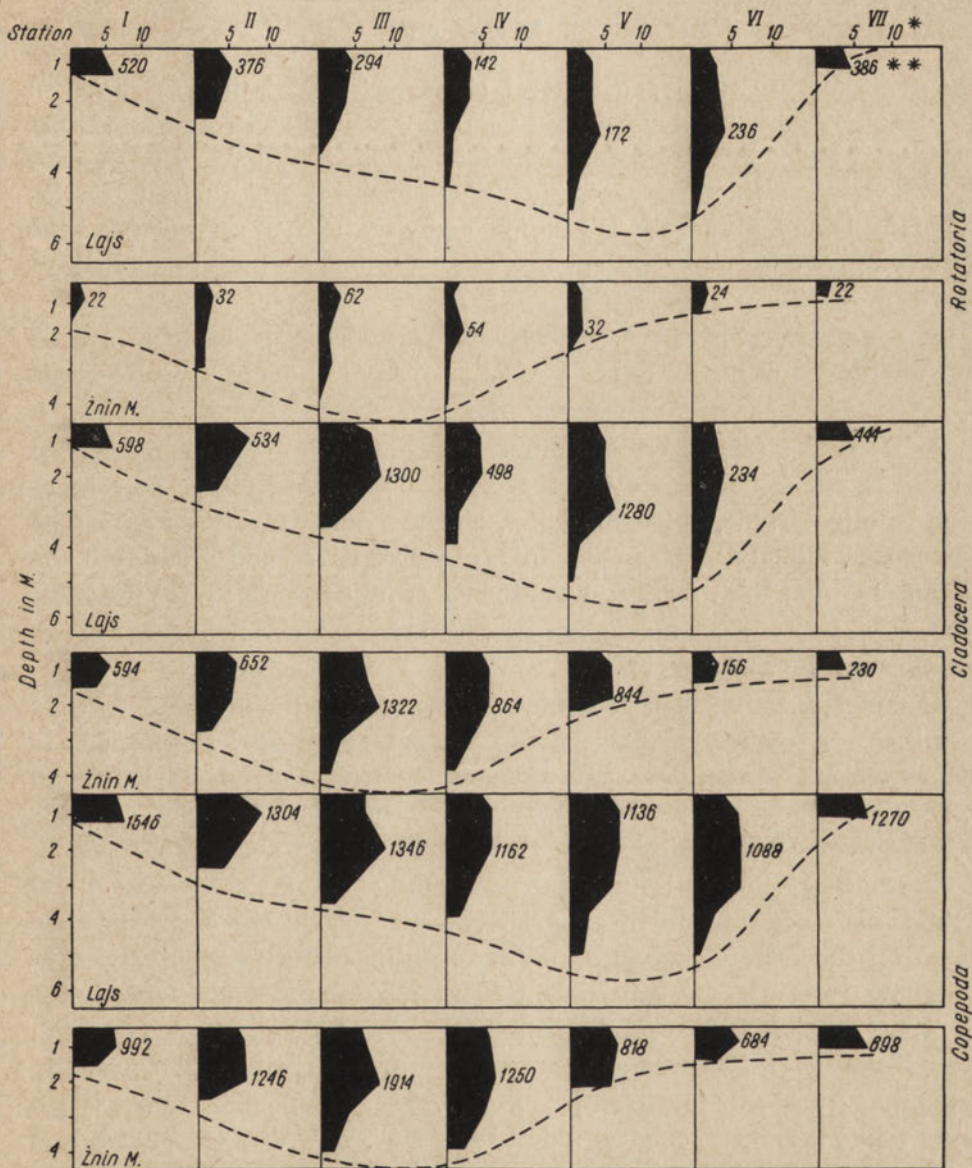 Station I II III IV V VI VII *
5 10 5 10 5 10 5 10 5 10 5 10 5 10
1 520 376 294 142 386 **
2
172 236
4
6 Lajs
Rotatoria
1 22 32 62 24 22
2 54 32
4 Żnin M.
1 598 534 444
2 1300 498 234
1280
4
6 Lajs
Depth in M.
Cladocera
1 594 652 156 230
2 1322 864 844
4 Żnin M.
1 1546 1304 1136 1270
2 1346 1162 1088
4
6 Lajs
Copepoda
1 992 818 684 898
2 1246 1914 1250
4 Żnin M.